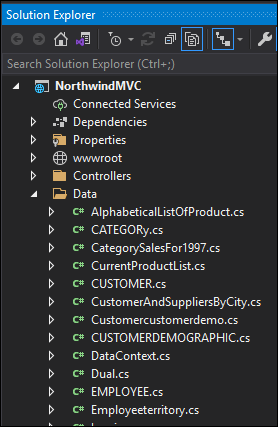 Solution Explorer
Search Solution Explorer (Ctrl+;)
NorthwindMVC
Connected Services
Dependencies
Properties
wwwroot
Controllers
Data
C# AlphabeticalListOfProduct.cs
C# CATEGORy.cs
C# CategorySalesFor1997.cs
C# CurrentProductList.cs
C# CUSTOMER.cs
C# CustomerAndSuppliersByCity.cs
C# Customercustomerdemo.cs
C# CUSTOMERDEMOGRAPHIC.cs
C# DataContext.cs
C# Dual.cs
C# EMPLOYEE.cs
C# Employeeterritory.cs